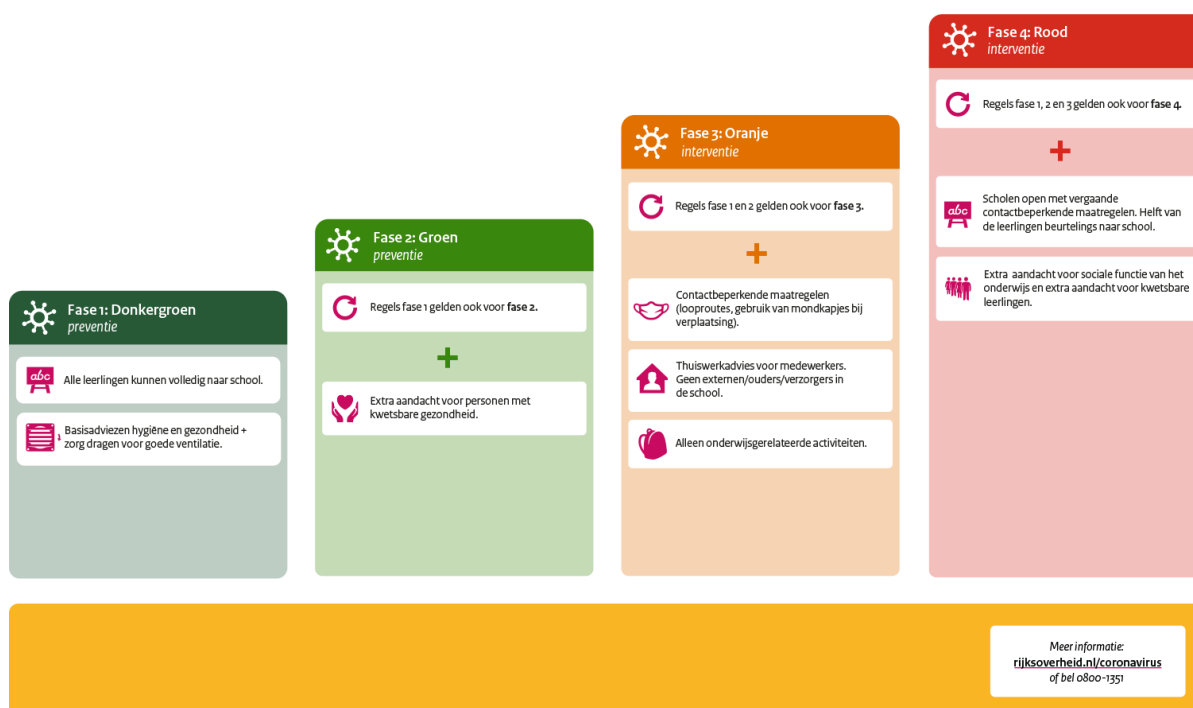 Fase 1: Donkergroen
preventie
abc
Alle leerlingen kunnen volledig naar school.
Basisadviezen hygiëne en gezondheid +
zorg dragen voor goede ventilatie.
Fase 2: Groen
preventie
Regels fase 1 gelden ook voor fase 2.
+
Extra aandacht voor personen met
kwetsbare gezondheid.
Fase 3: Oranje
interventie
Regels fase 1 en 2 gelden ook voor fase 3.
+
Contactbeperkende maatregelen
(looproutes, gebruik van mondkapjes bij
verplaatsing).
Thuiswerkadvies voor medewerkers.
Geen externen/ouders/verzorgers in
de school.
Alleen onderwijsgerelateerde activiteiten.
Fase 4: Rood
interventie
Regels fase 1, 2 en 3 gelden ook voor fase 4.
+
abc
Scholen open met vergaande
contactbeperkende maatregelen. Helft van
de leerlingen beurtelings naar school.
Extra aandacht voor sociale functie van het
onderwijs en extra aandacht voor kwetsbare
leerlingen.
Meer informatie:
rijksoverheid.nl/coronavirus
of bel 0800-1351